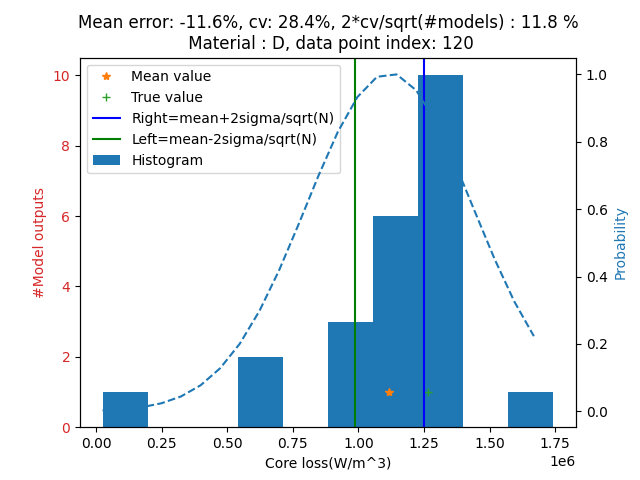 Mean error: -11.6%, cv: 28.4%, 2*cv/sqrt(#models) : 11.8 %
Material : D, data point index: 120
Mean value
True value
Right=mean+2sigma/sqrt(N)
Left=mean-2sigma/sqrt(N)
Histogram
#Model outputs
10
8
6
4
2
0
Probability
1.0
0.8
0.6
0.4
0.2
0.0
0.00 0.25 0.50 0.75 1.00 1.25 1.50 1.75
1e6
Core loss(W/m^3)